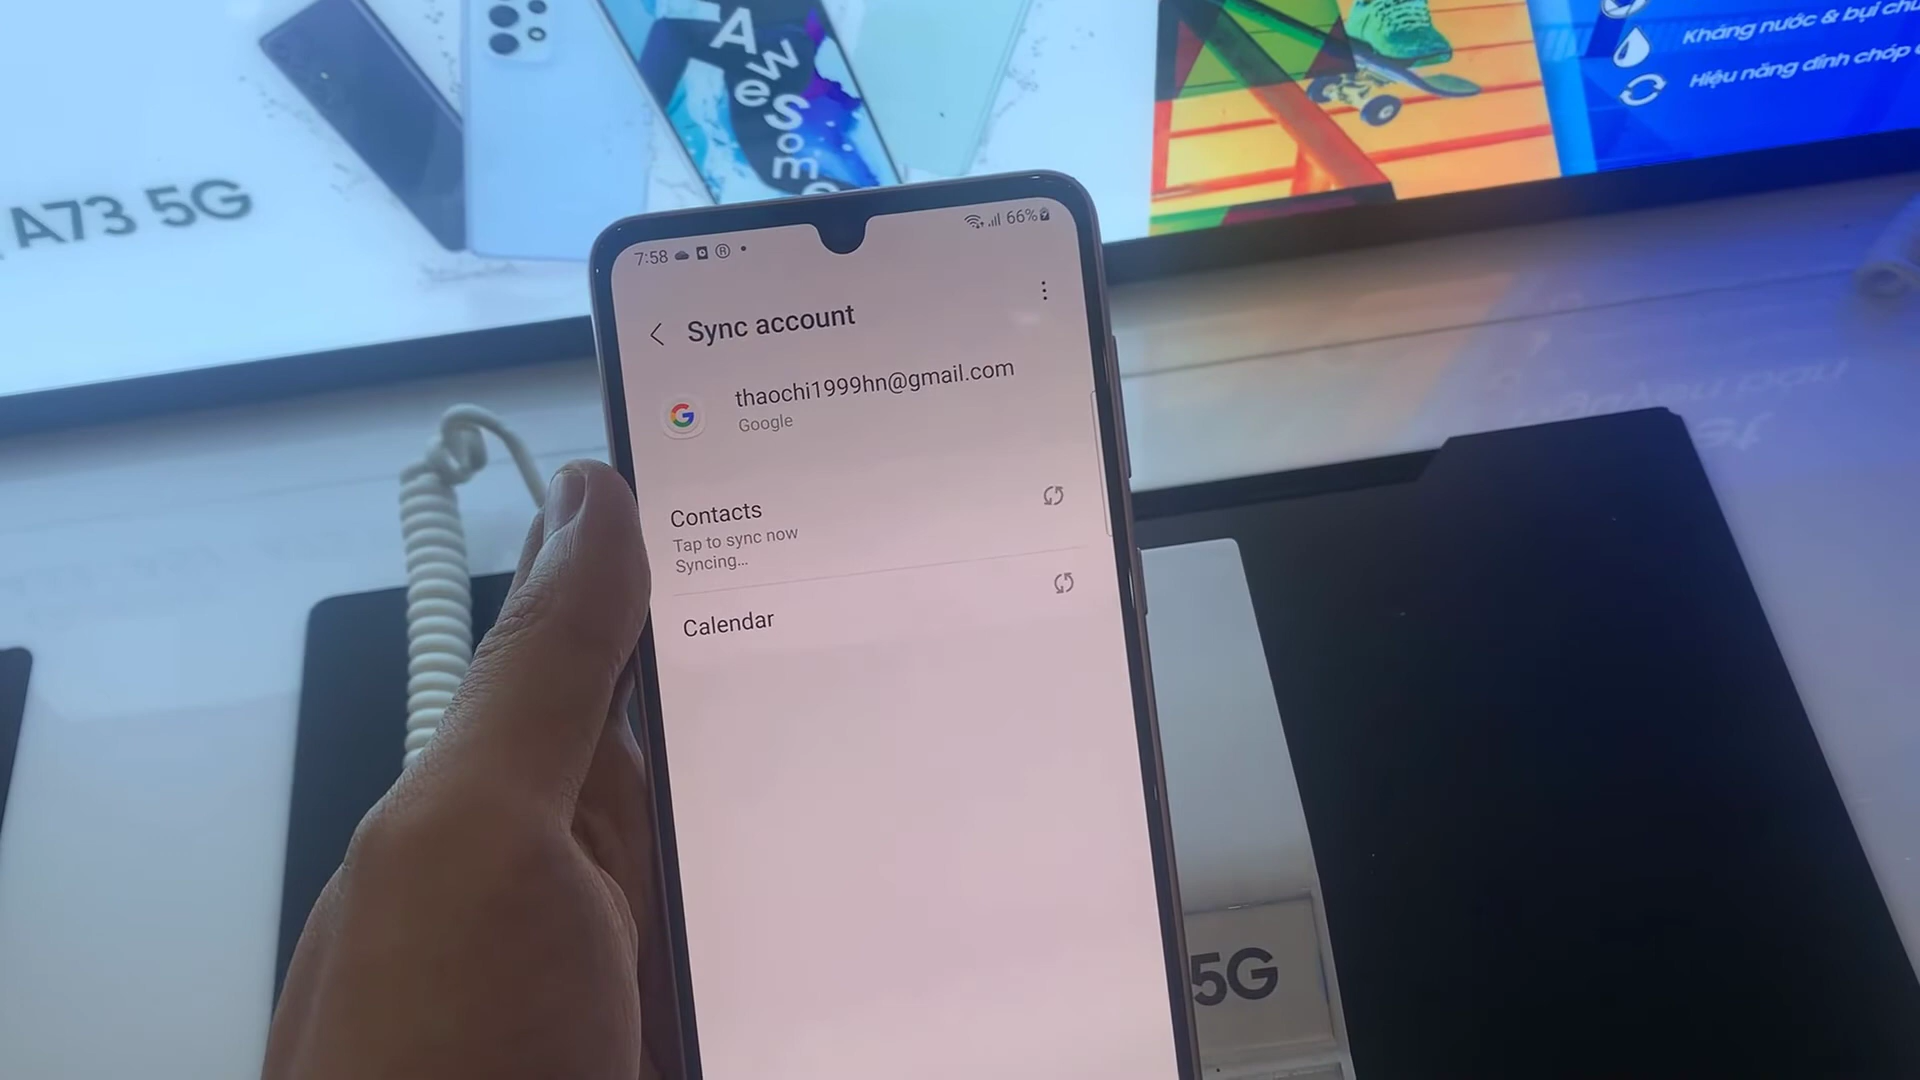 A73 5G
Awesome
Kháng nước & bụi
Hiệu năng đỉnh chóp
7:58
66%
Sync account
thaochi1999hn@gmail.com
Google
Contacts
Tap to sync now
Syncing...
Calendar
5G